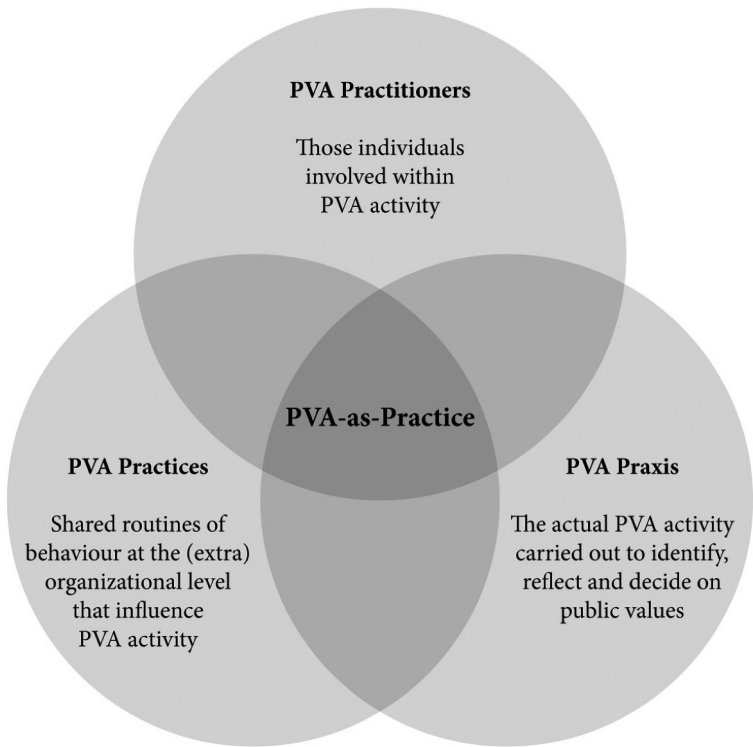 PVA Practitioners
Those individuals
involved within
PVA activity
PVA-as-Practice
PVA Practices
Shared routines of
behaviour at the (extra)
organizational level
that influence
PVA activity
PVA Praxis
The actual PVA activity
carried out to identify,
reflect and decide on
public values